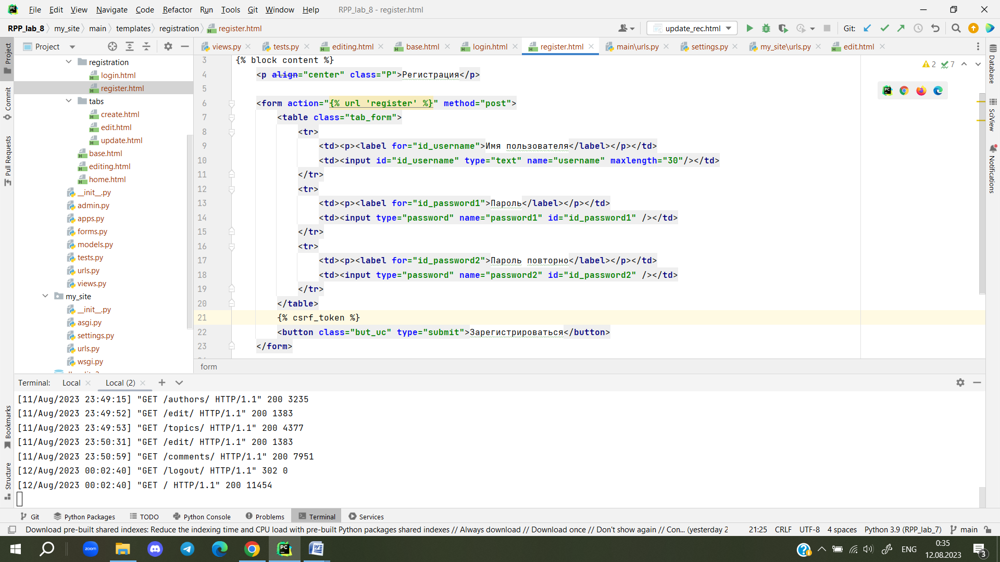 File Edit View Navigate Code Refactor Run Tools Git Window Help RPP_lab_8 - register.html
RPP_lab_8 my_site main templates registration register.html
update_rec.html Git:
Project
views.py tests.py editing.html base.html login.html register.html main\urls.py settings.py my_site\urls.py edit.html
registration
login.html
register.html
tabs
create.html
edit.html
update.html
base.html
editing.html
home.html
__init__.py
admin.py
apps.py
forms.py
models.py
tests.py
urls.py
views.py
my_site
__init__.py
asgi.py
settings.py
urls.py
wsgi.py
Project
Commit
Pull Requests
Bookmarks
Structure
2 7
3 {% block content %}
4 <p align="center" class="P">Регистрация</p>
5
6 <form action="{% url 'register' %}" method="post">
7 <table class="tab_form">
8 <tr>
9 <td><p><label for="id_username">Имя пользователя</label></p></td>
10 <td><input id="id_username" type="text" name="username" maxlength="30"/></td>
11 </tr>
12 <tr>
13 <td><p><label for="id_password1">Пароль</label></p></td>
14 <td><input type="password" name="password1" id="id_password1" /></td>
15 </tr>
16 <tr>
17 <td><p><label for="id_password2">Пароль повторно</label></p></td>
18 <td><input type="password" name="password2" id="id_password2" /></td>
19 </tr>
20 </table>
21 {% csrf_token %}
22 <button class="but_uc" type="submit">Зарегистрироваться</button>
23 </form>
form
Database
SciView
Notifications
Terminal: Local Local (2)
[11/Aug/2023 23:49:15] "GET /authors/ HTTP/1.1" 200 3235
[11/Aug/2023 23:49:52] "GET /edit/ HTTP/1.1" 200 1383
[11/Aug/2023 23:49:53] "GET /topics/ HTTP/1.1" 200 4377
[11/Aug/2023 23:50:31] "GET /edit/ HTTP/1.1" 200 1383
[11/Aug/2023 23:50:59] "GET /comments/ HTTP/1.1" 200 7951
[12/Aug/2023 00:02:40] "GET /logout/ HTTP/1.1" 302 0
[12/Aug/2023 00:02:40] "GET / HTTP/1.1" 200 11454
Git Python Packages TODO Python Console Problems Terminal Services
Download pre-built shared indexes: Reduce the indexing time and CPU load with pre-built Python packages shared indexes // Always download // Download once // Don't show again // Con... (yesterday 2 21:25 CRLF UTF-8 4 spaces Python 3.9 (RPP_lab_7) main
zoom PC ENG 0:35
12.08.2023 3